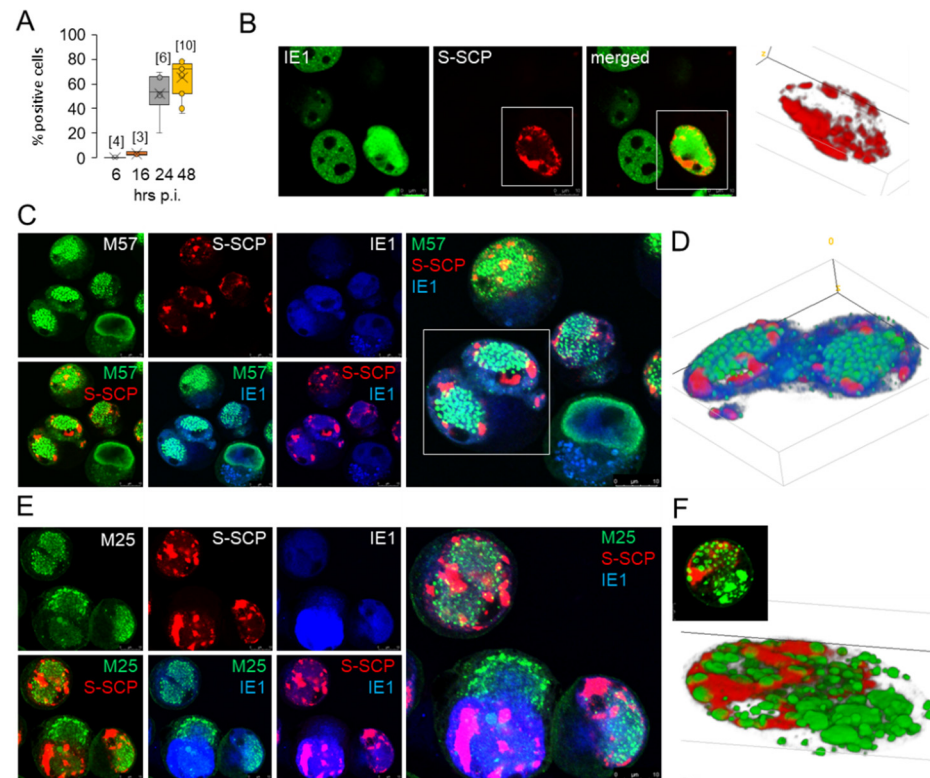 A
100
80
60
40
20
0
% positive cells
[4]
[3]
[6]
[10]
6 16 24 48
hrs p.i.
B
IE1
S-SCP
merged
C
M57
S-SCP
IE1
M57
S-SCP
IE1
M57
S-SCP
M57
IE1
S-SCP
IE1
D
0
E
M25
S-SCP
IE1
M25
S-SCP
IE1
M25
S-SCP
M25
IE1
S-SCP
IE1
F